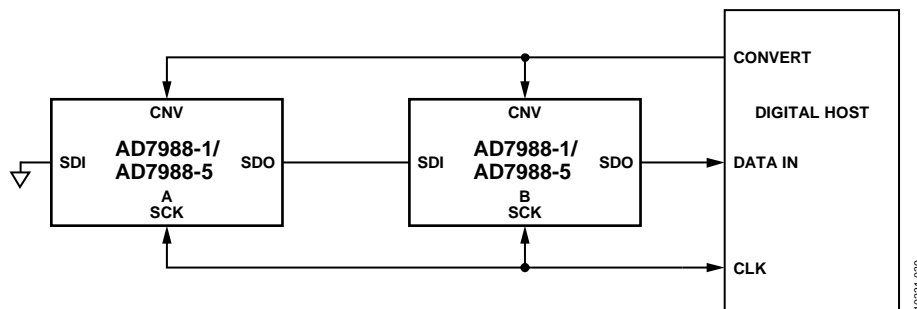 CONVERT
CNV
CNV
DIGITAL HOST
AD7988-1/
AD7988-5
AD7988-1/
AD7988-5
SDI
SDO
SDI
SDO
DATA IN
A
SCK
B
SCK
CLK